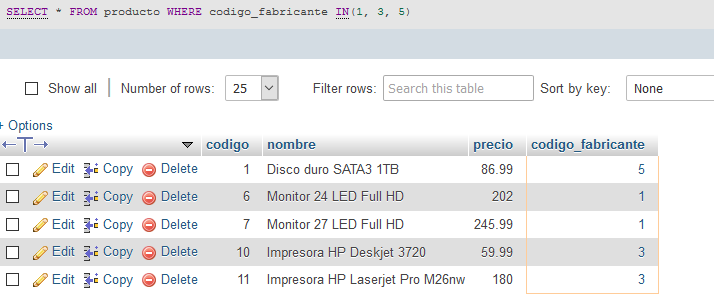 SELECT * FROM producto WHERE codigo_fabricante IN(1, 3, 5)
Show all Number of rows: 25 Filter rows: Search this table Sort by key: None
+ Options
←T→ codigo nombre precio codigo_fabricante
Edit Copy Delete 1 Disco duro SATA3 1TB 86.99 5
Edit Copy Delete 6 Monitor 24 LED Full HD 202 1
Edit Copy Delete 7 Monitor 27 LED Full HD 245.99 1
Edit Copy Delete 10 Impresora HP Deskjet 3720 59.99 3
Edit Copy Delete 11 Impresora HP Laserjet Pro M26nw 180 3